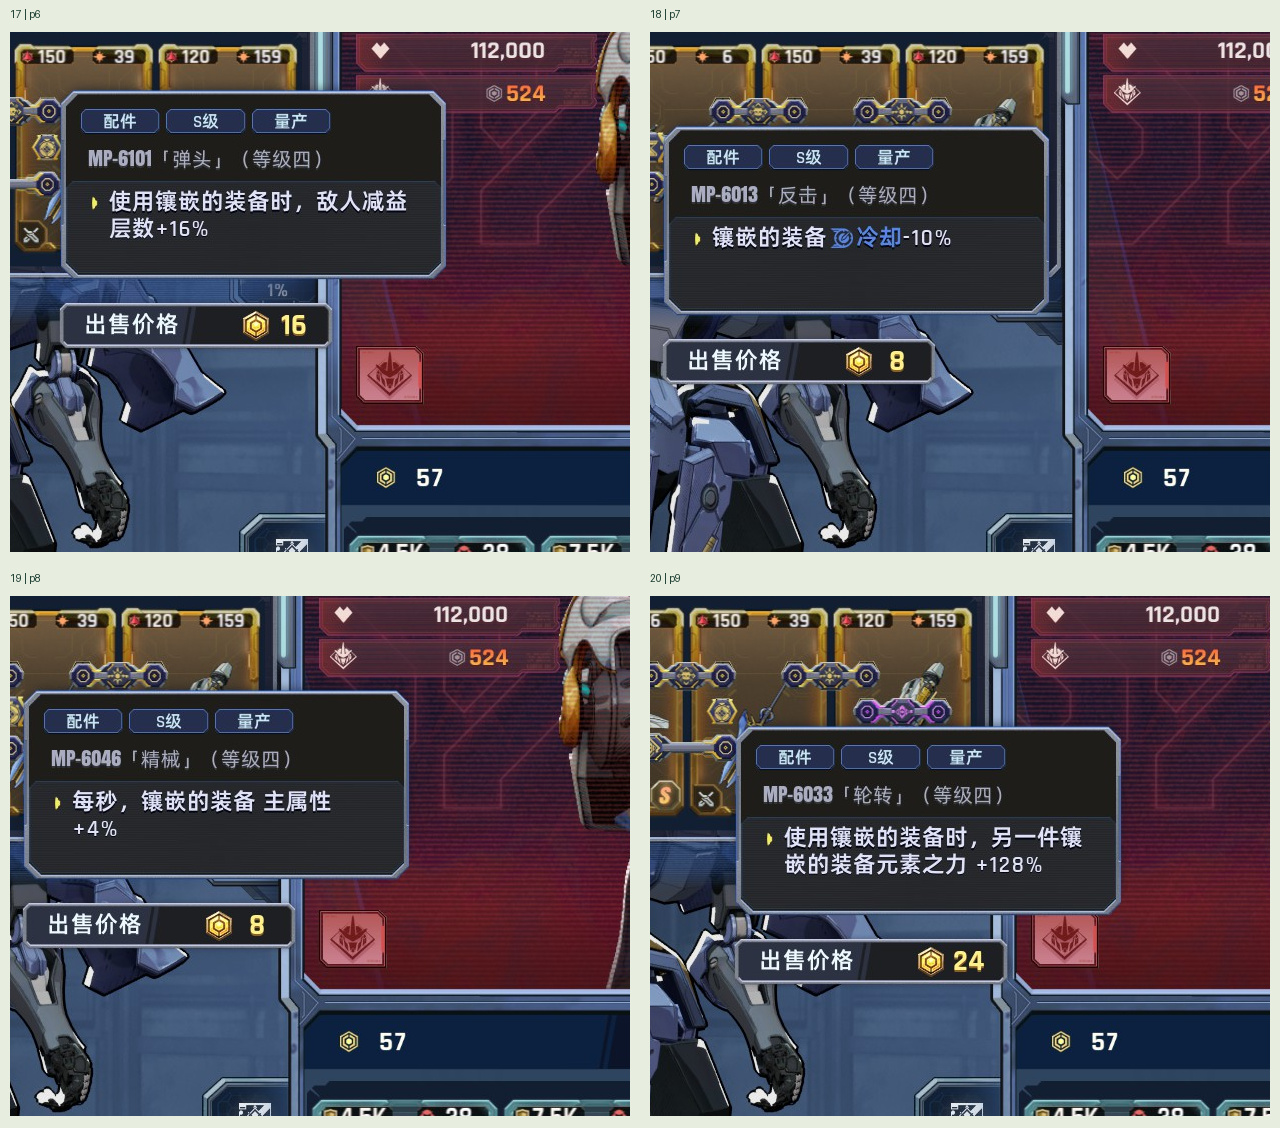 17 | p6
150 39 120 159
112,000
524
配件 S级 量产
MP-6101「弹头」（等级四）
使用镶嵌的装备时，敌人减益
层数+16%
1%
出售价格 16
57
18 | p7
6 150 39 120 159
配件 S级 量产
MP-6013「反击」（等级四）
镶嵌的装备冷却-10%
出售价格 8
57
19 | p8
39 120 159
112,000
524
配件 S级 量产
MP-6046「精械」（等级四）
每秒，镶嵌的装备 主属性
+4%
出售价格 8
57
20 | p9
150 39 120 159
112,000
524
S
配件 S级 量产
MP-6033「轮转」（等级四）
使用镶嵌的装备时，另一件镶
嵌的装备元素之力 +128%
出售价格 24
57